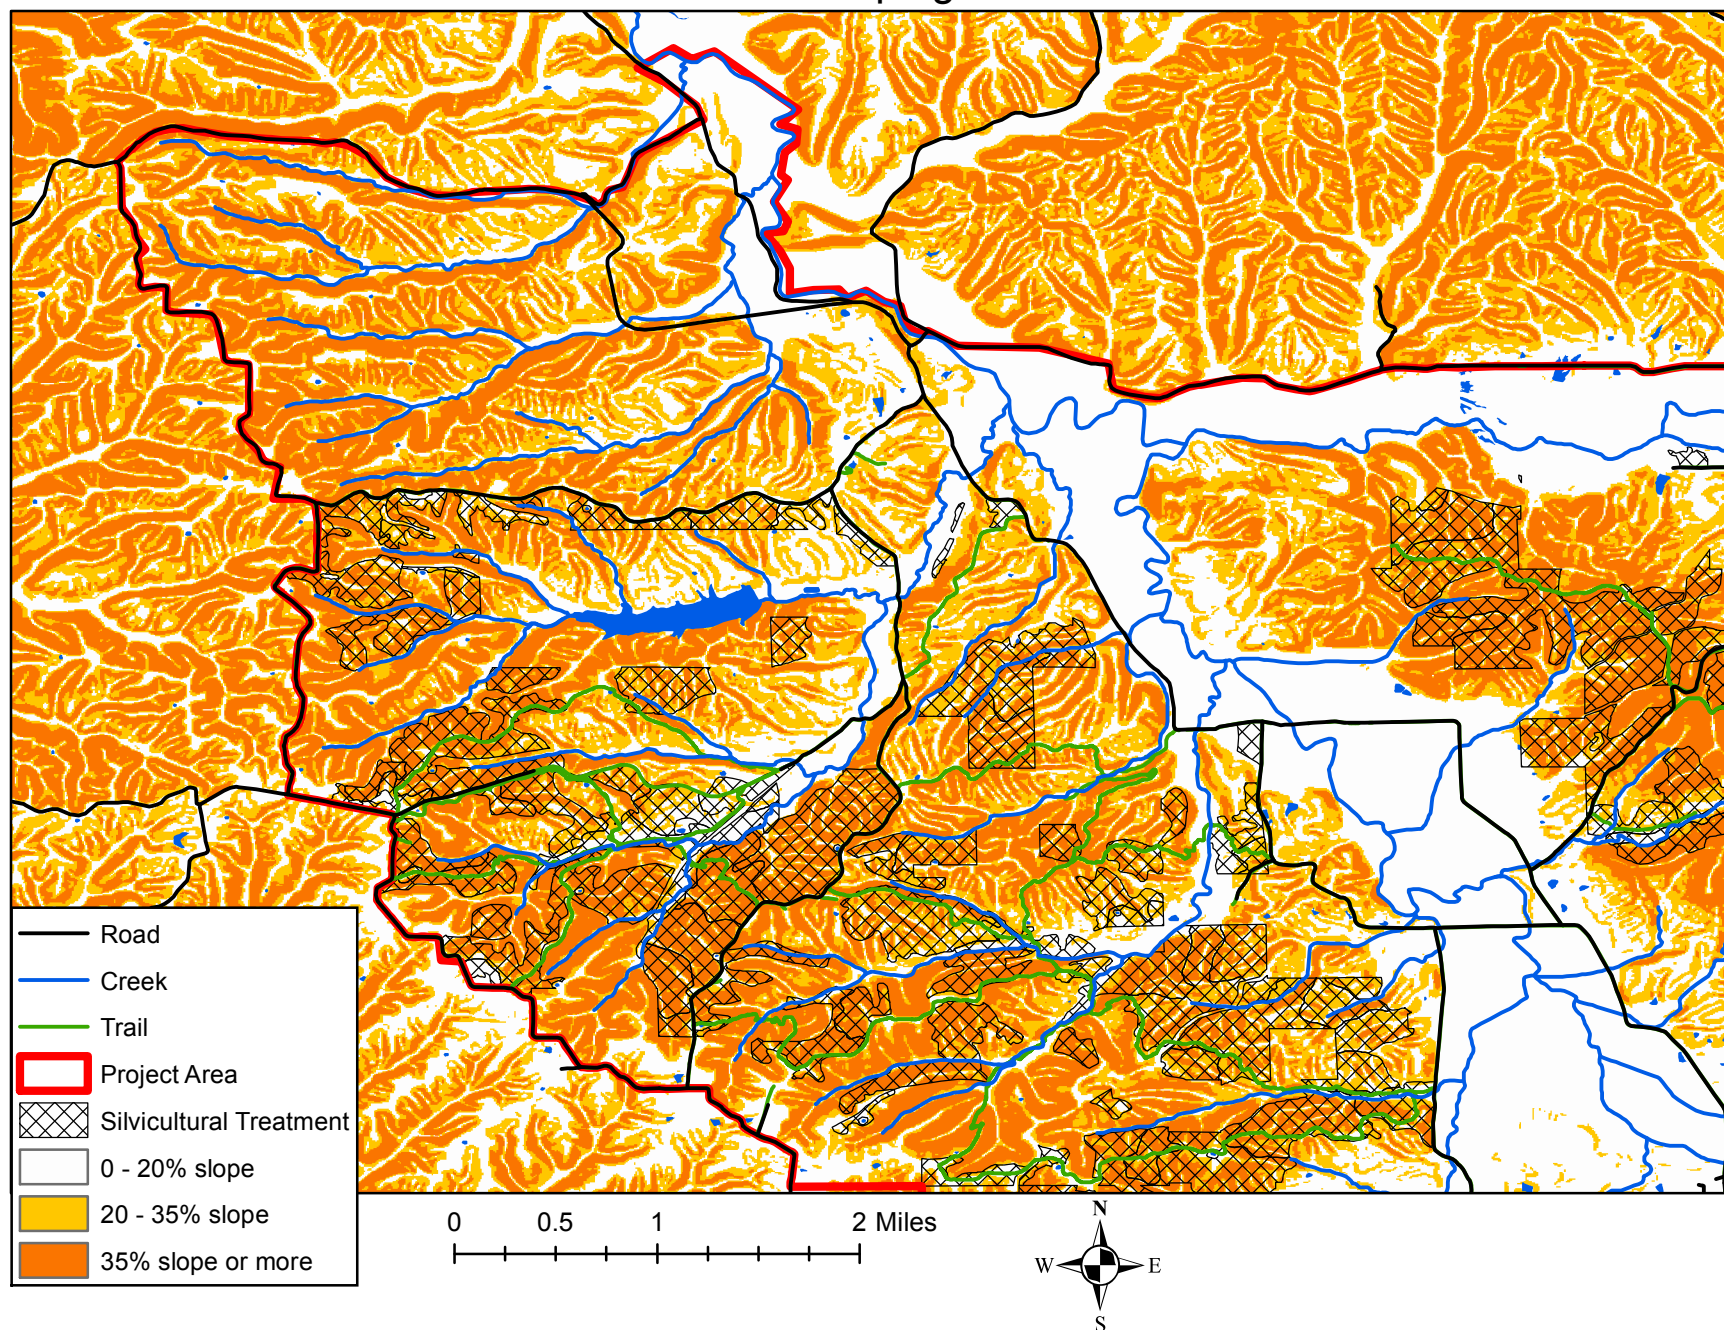 Road
Creek
Trail
Project Area
Silvicultural Treatment
0 - 20% slope
20 - 35% slope
35% slope or more
0 0.5 1 2 Miles
N
W E
S